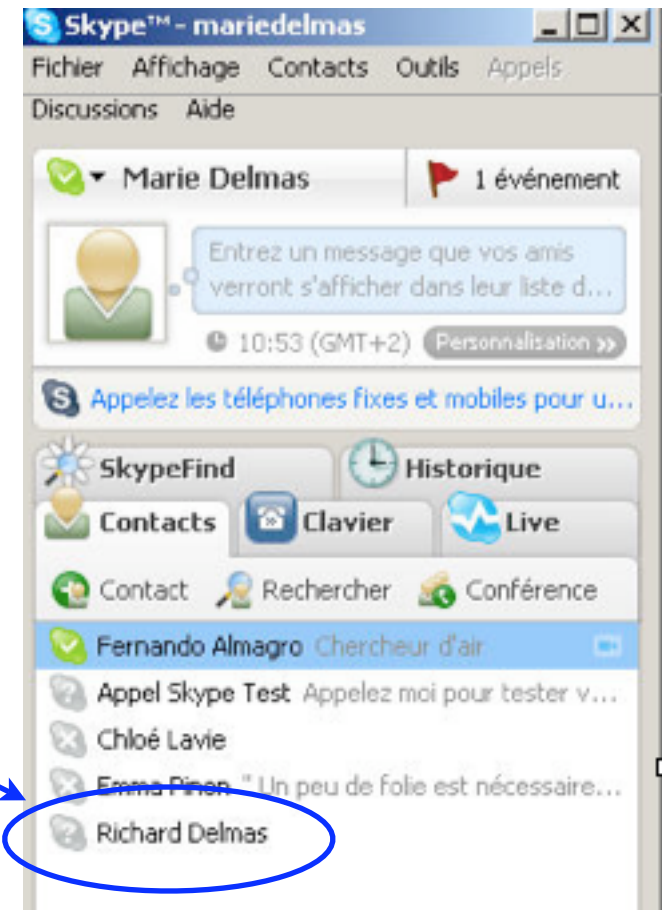 Skype™ - mariedelmas
Fichier Affichage Contacts Outils Appels
Discussions Aide
Marie Delmas 1 événement
Entrez un message que vos amis
verront s'afficher dans leur liste d...
10:53 (GMT+2) Personnalisation »
Appelez les téléphones fixes et mobiles pour u...
SkypeFind Historique
Contacts Clavier Live
Contact Rechercher Conférence
Fernando Almagro Chercheur d'air
Appel Skype Test Appelez moi pour tester v...
Chloé Lavie
Emma Pinon " Un peu de folie est nécessaire...
Richard Delmas